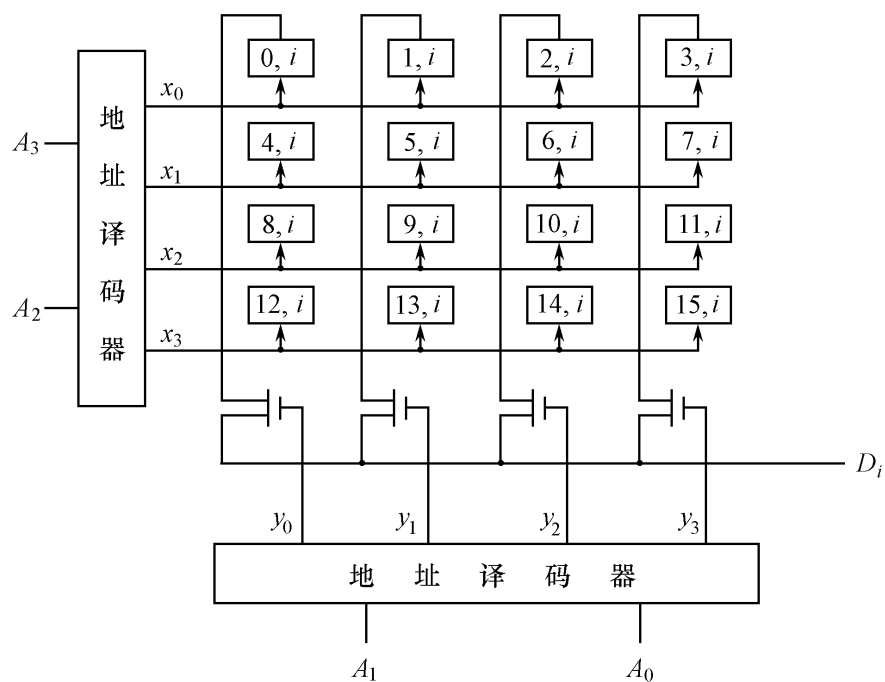 0, i 1, i 2, i 3, i
x₀
A₃
4, i 5, i 6, i 7, i
x₁
地址译码器
8, i 9, i 10, i 11, i
x₂
A₂
12, i 13, i 14, i 15, i
x₃
Dᵢ
y₀ y₁ y₂ y₃
地址译码器
A₁ A₀